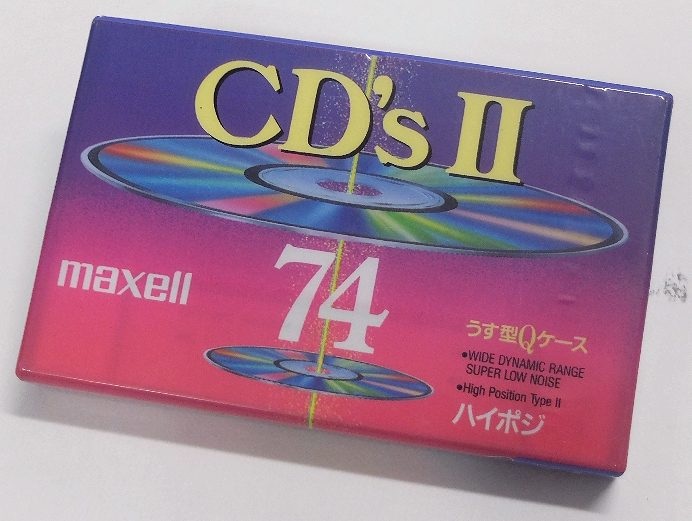 CD's II
maxell
74
うす型Qケース
•WIDE DYNAMIC RANGE
SUPER LOW NOISE
•High Position Type II
ハイポジ